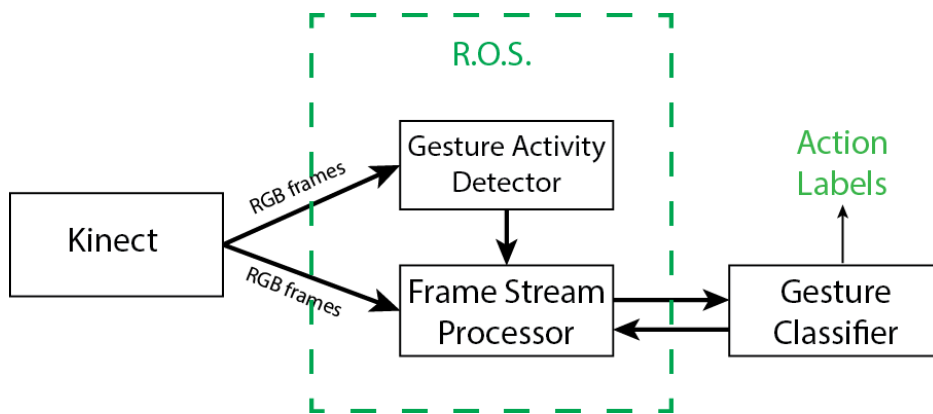 R.O.S.
Gesture Activity
Detector
Action
Labels
RGB frames
Kinect
RGB frames
Frame Stream
Processor
Gesture
Classifier